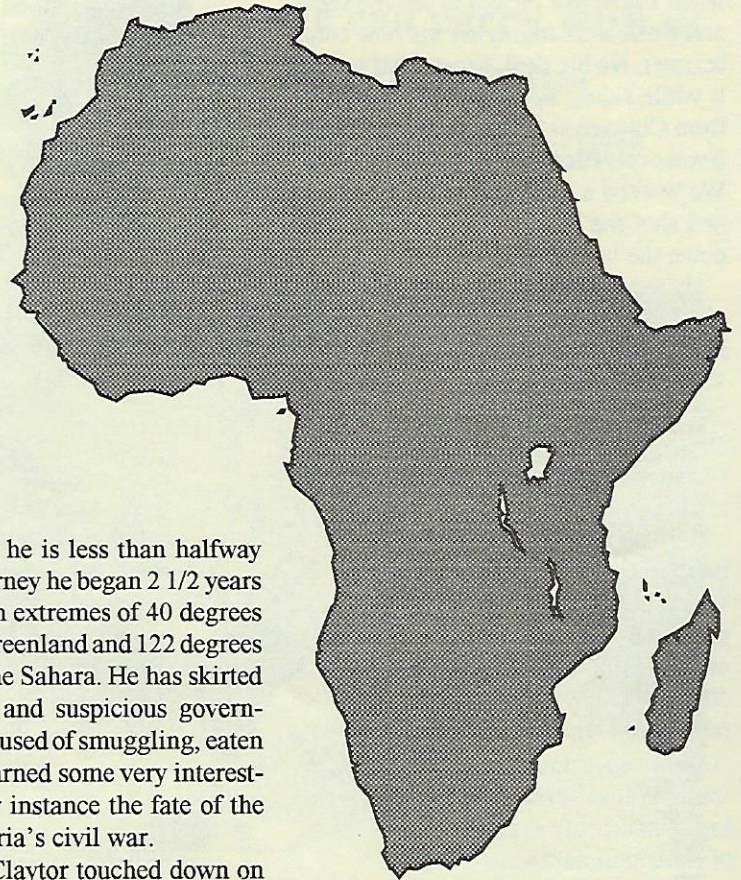 he is less than halfway
rney he began 2 1/2 years
n extremes of 40 degrees
reenland and 122 degrees
ne Sahara. He has skirted
and suspicious govern-
used of smuggling, eaten
arned some very interest-
r instance the fate of the
ria's civil war.
Claytor touched down on